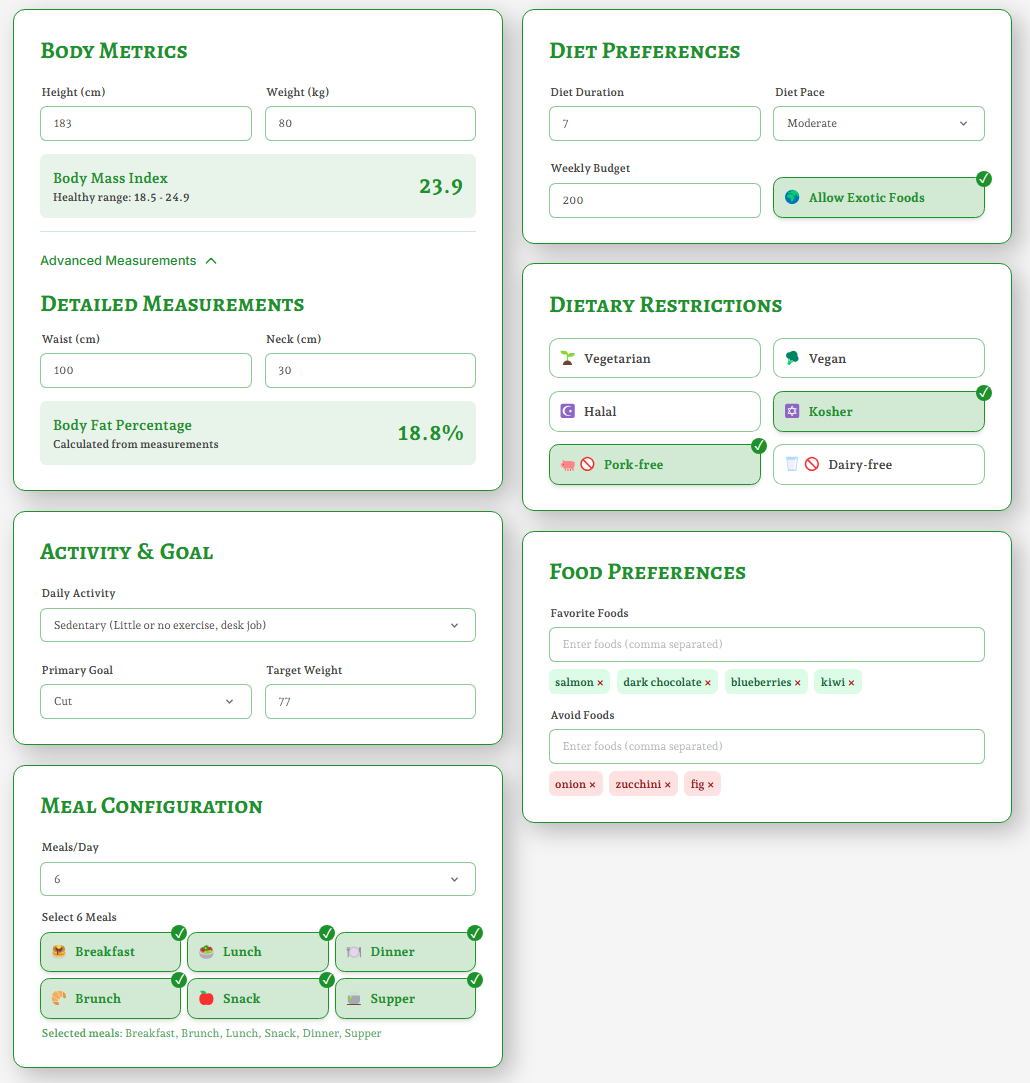 Body Metrics
Height (cm) Weight (kg)
183 80
Body Mass Index
Healthy range: 18.5 - 24.9
23.9
Advanced Measurements
Detailed Measurements
Waist (cm) Neck (cm)
100 30
Body Fat Percentage
Calculated from measurements
18.8%
Activity & Goal
Daily Activity
Sedentary (Little or no exercise, desk job)
Primary Goal Target Weight
Cut 77
Meal Configuration
Meals/Day
6
Select 6 Meals
Breakfast Lunch Dinner
Brunch Snack Supper
Selected meals: Breakfast, Brunch, Lunch, Snack, Dinner, Supper
Diet Preferences
Diet Duration Diet Pace
7 Moderate
Weekly Budget
200
Allow Exotic Foods
Dietary Restrictions
Vegetarian Vegan
Halal Kosher
Pork-free Dairy-free
Food Preferences
Favorite Foods
Enter foods (comma separated)
salmon × dark chocolate × blueberries × kiwi ×
Avoid Foods
Enter foods (comma separated)
onion × zucchini × fig ×